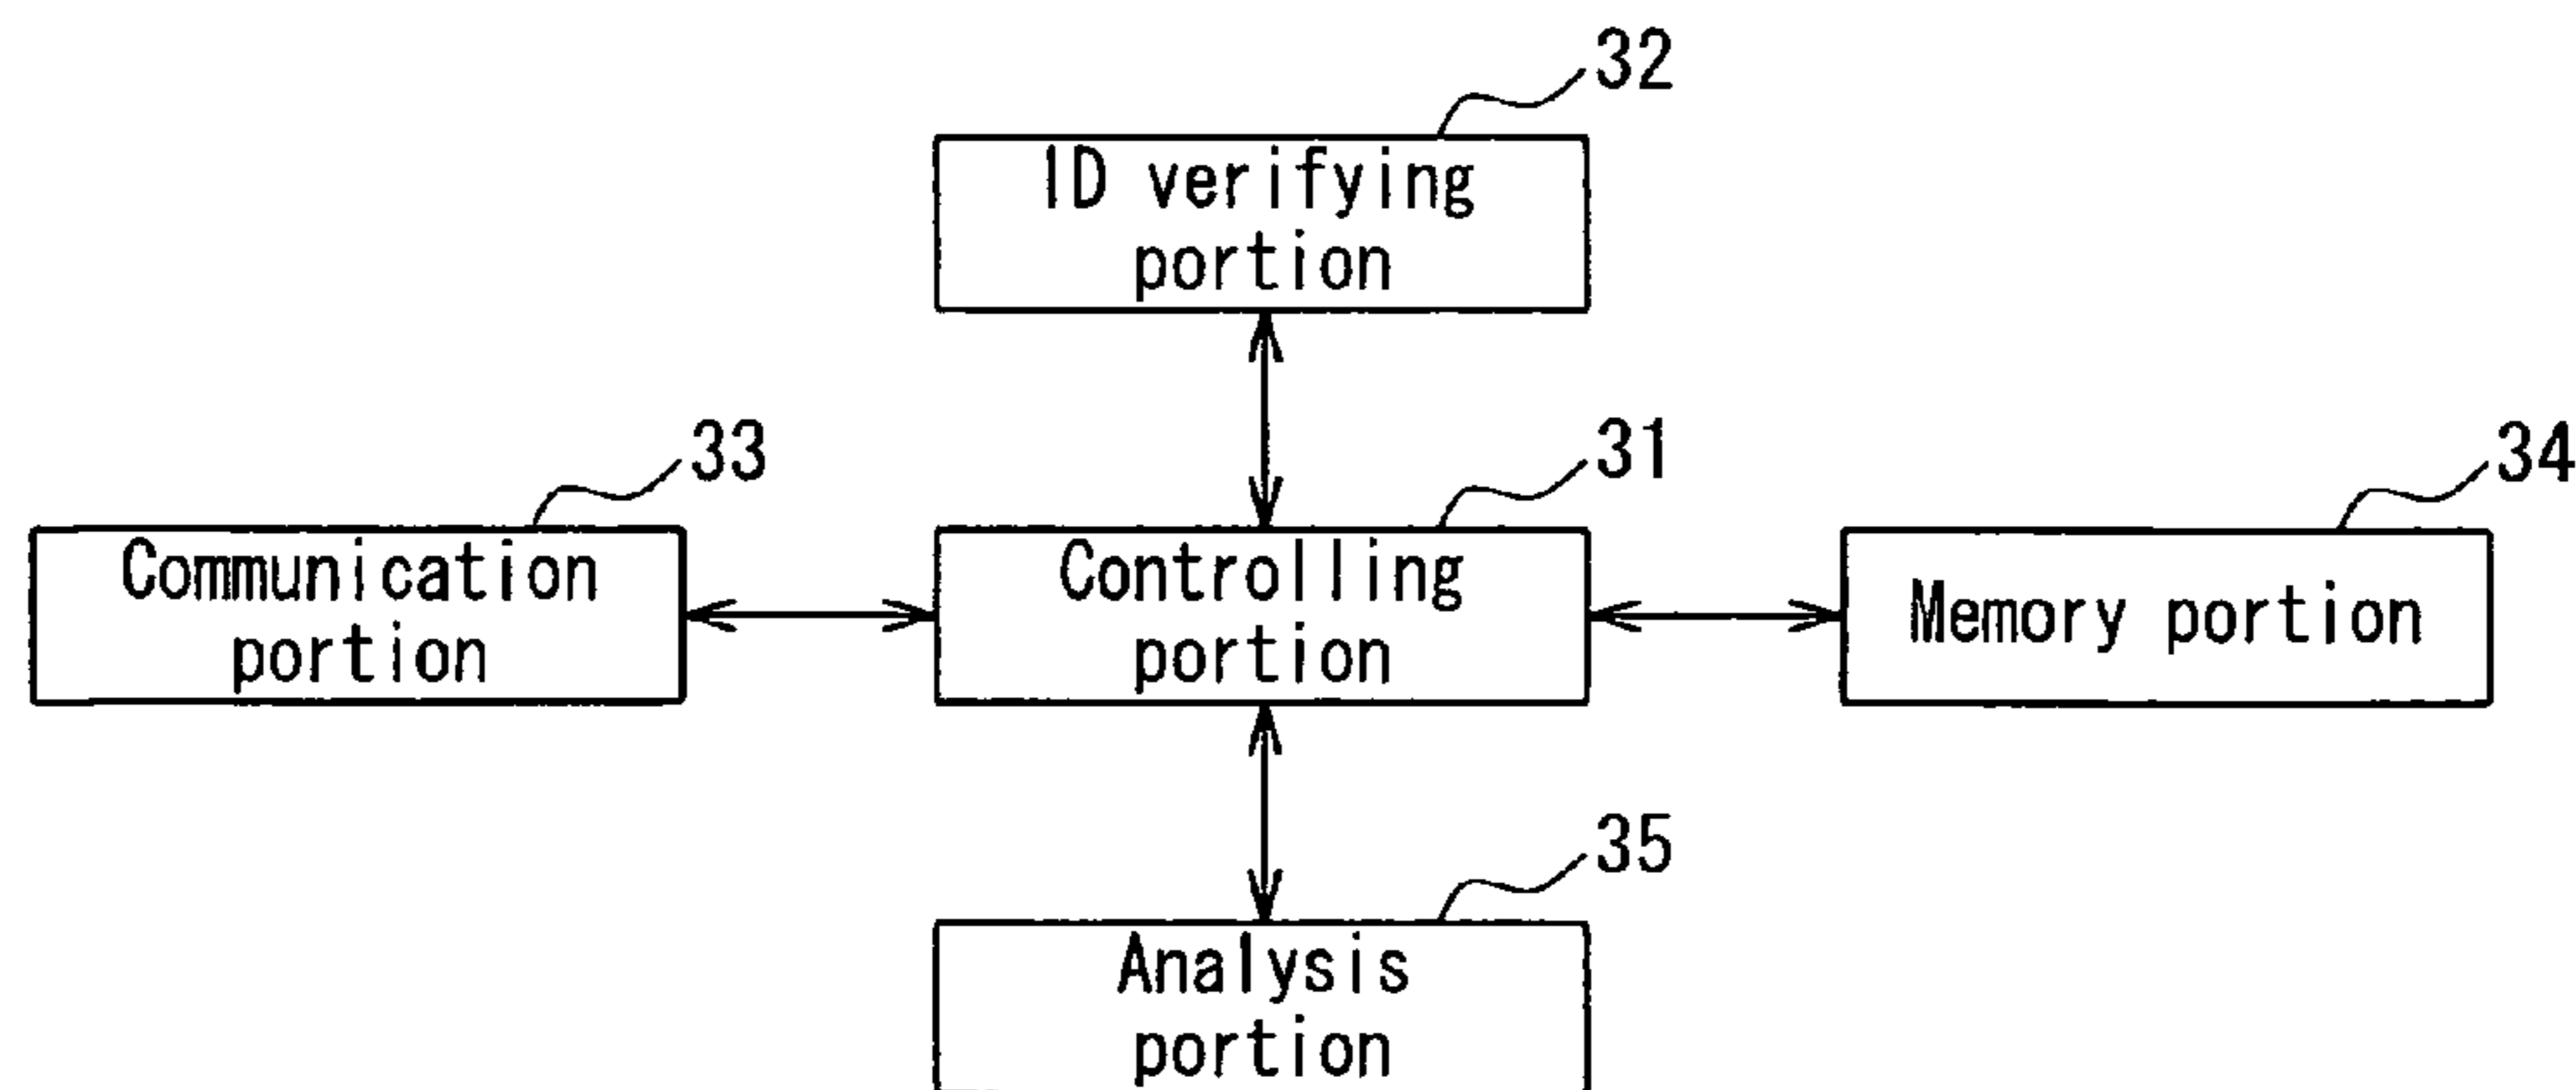 32
ID verifying
portion
33
31
34
Communication
portion
Controlling
portion
Memory portion
35
Analysis
portion